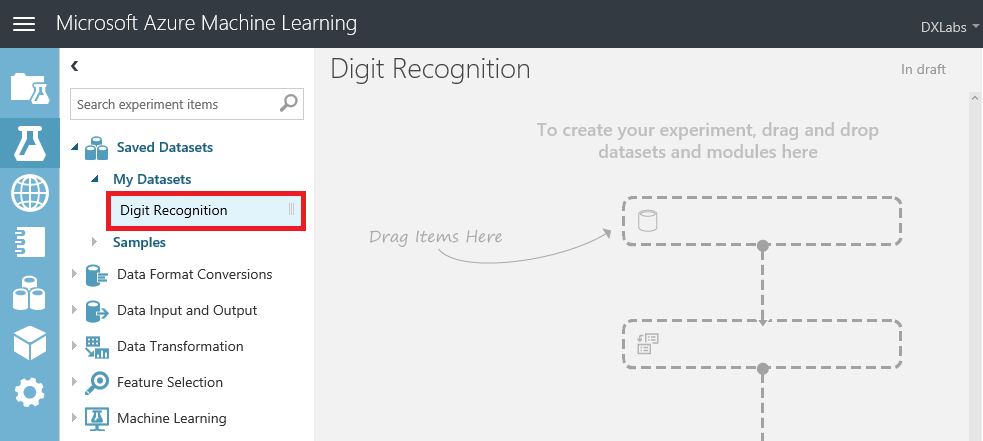 Microsoft Azure Machine Learning
DXLabs
Search experiment items
Saved Datasets
My Datasets
Digit Recognition
Samples
Data Format Conversions
Data Input and Output
Data Transformation
Feature Selection
Machine Learning
Digit Recognition
In draft
To create your experiment, drag and drop
datasets and modules here
Drag Items Here